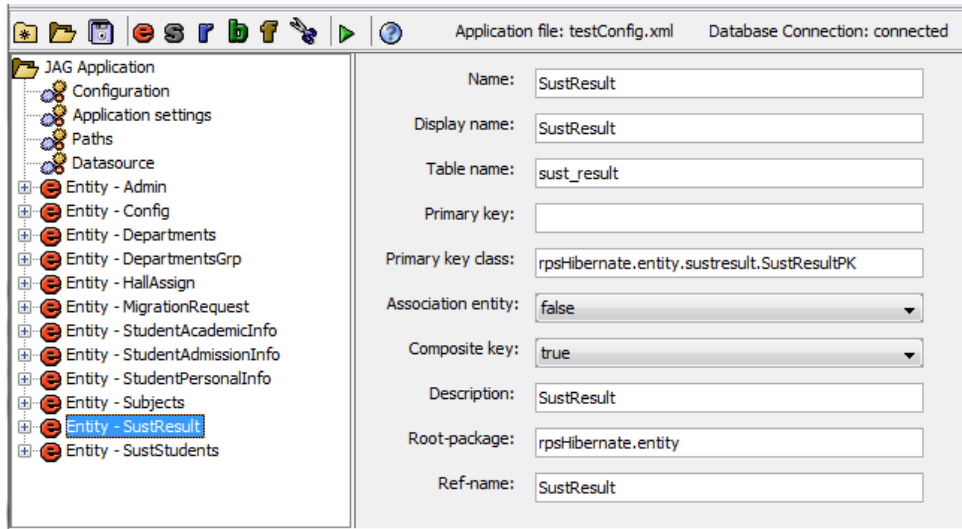 Application file: testConfig.xml Database Connection: connected
JAG Application
Configuration
Application settings
Paths
Datasource
Entity - Admin
Entity - Config
Entity - Departments
Entity - DepartmentsGrp
Entity - HallAssign
Entity - MigrationRequest
Entity - StudentAcademicInfo
Entity - StudentAdmissionInfo
Entity - StudentPersonalInfo
Entity - Subjects
Entity - SustResult
Entity - SustStudents
Name: SustResult
Display name: SustResult
Table name: sust_result
Primary key:
Primary key class: rpsHibernate.entity.sustresult.SustResultPK
Association entity: false
Composite key: true
Description: SustResult
Root-package: rpsHibernate.entity
Ref-name: SustResult